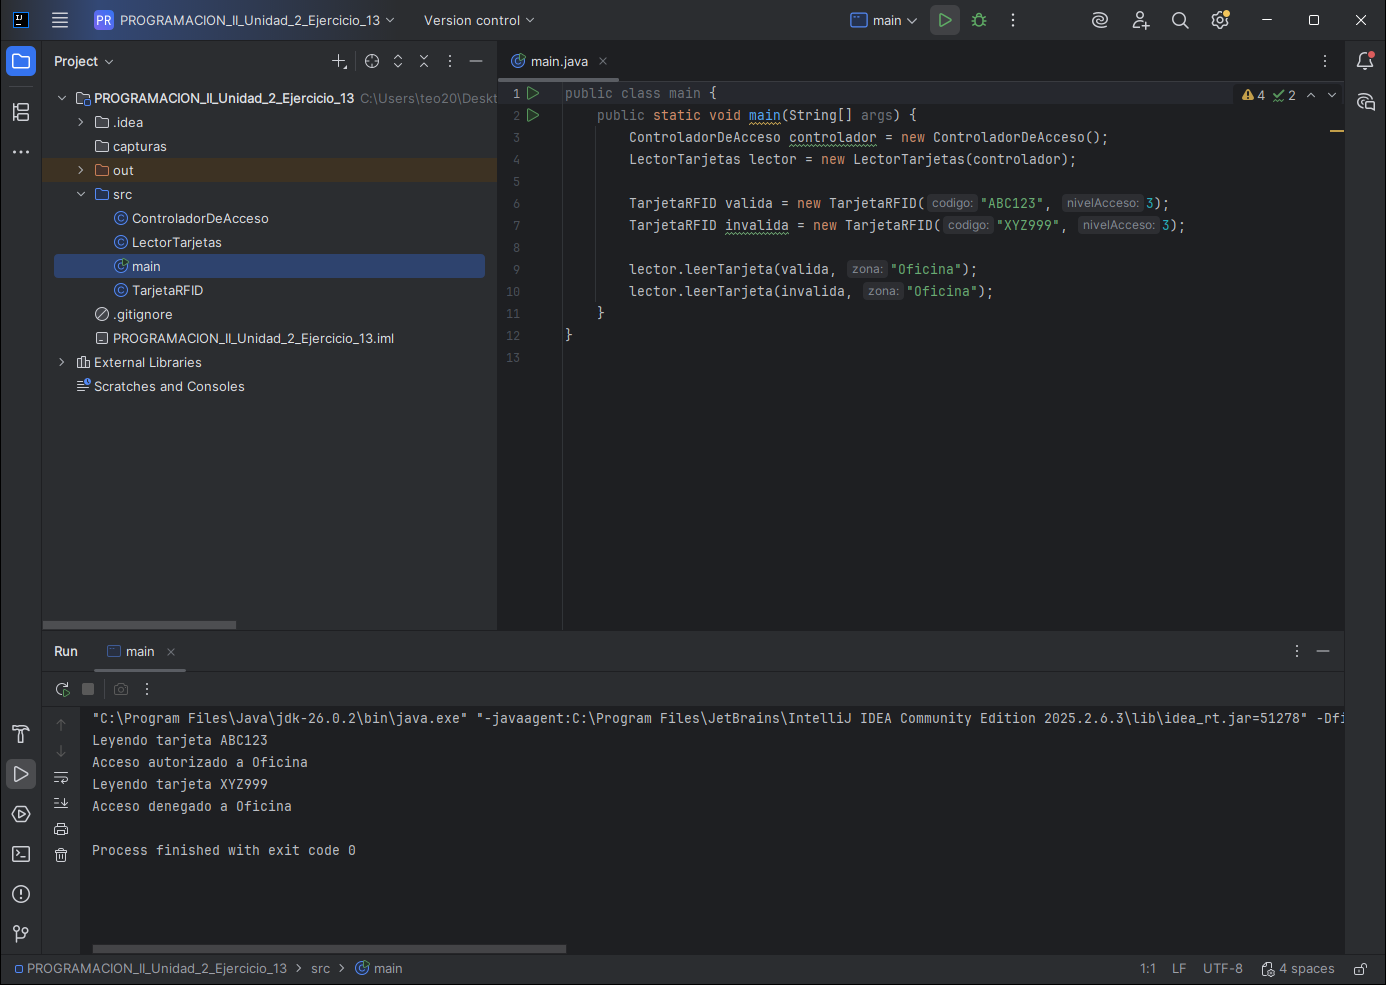 PR PROGRAMACION_II_Unidad_2_Ejercicio_13 Version control main
Project
PROGRAMACION_II_Unidad_2_Ejercicio_13 C:\Users\teo20\Deskt
.idea
capturas
out
src
ControladorDeAcceso
LectorTarjetas
main
TarjetaRFID
.gitignore
PROGRAMACION_II_Unidad_2_Ejercicio_13.iml
External Libraries
Scratches and Consoles
main.java
4 2
1 public class main {
2 public static void main(String[] args) {
3 ControladorDeAcceso controlador = new ControladorDeAcceso();
4 LectorTarjetas lector = new LectorTarjetas(controlador);
5
6 TarjetaRFID valida = new TarjetaRFID( codigo: "ABC123", nivelAcceso: 3);
7 TarjetaRFID invalida = new TarjetaRFID( codigo: "XYZ999", nivelAcceso: 3);
8
9 lector.leerTarjeta(valida, zona: "Oficina");
10 lector.leerTarjeta(invalida, zona: "Oficina");
11 }
12 }
13
Run main
"C:\Program Files\Java\jdk-26.0.2\bin\java.exe" "-javaagent:C:\Program Files\JetBrains\IntelliJ IDEA Community Edition 2025.2.6.3\lib\idea_rt.jar=51278" -Dfi
Leyendo tarjeta ABC123
Acceso autorizado a Oficina
Leyendo tarjeta XYZ999
Acceso denegado a Oficina
Process finished with exit code 0
PROGRAMACION_II_Unidad_2_Ejercicio_13 > src > main
1:1 LF UTF-8 4 spaces